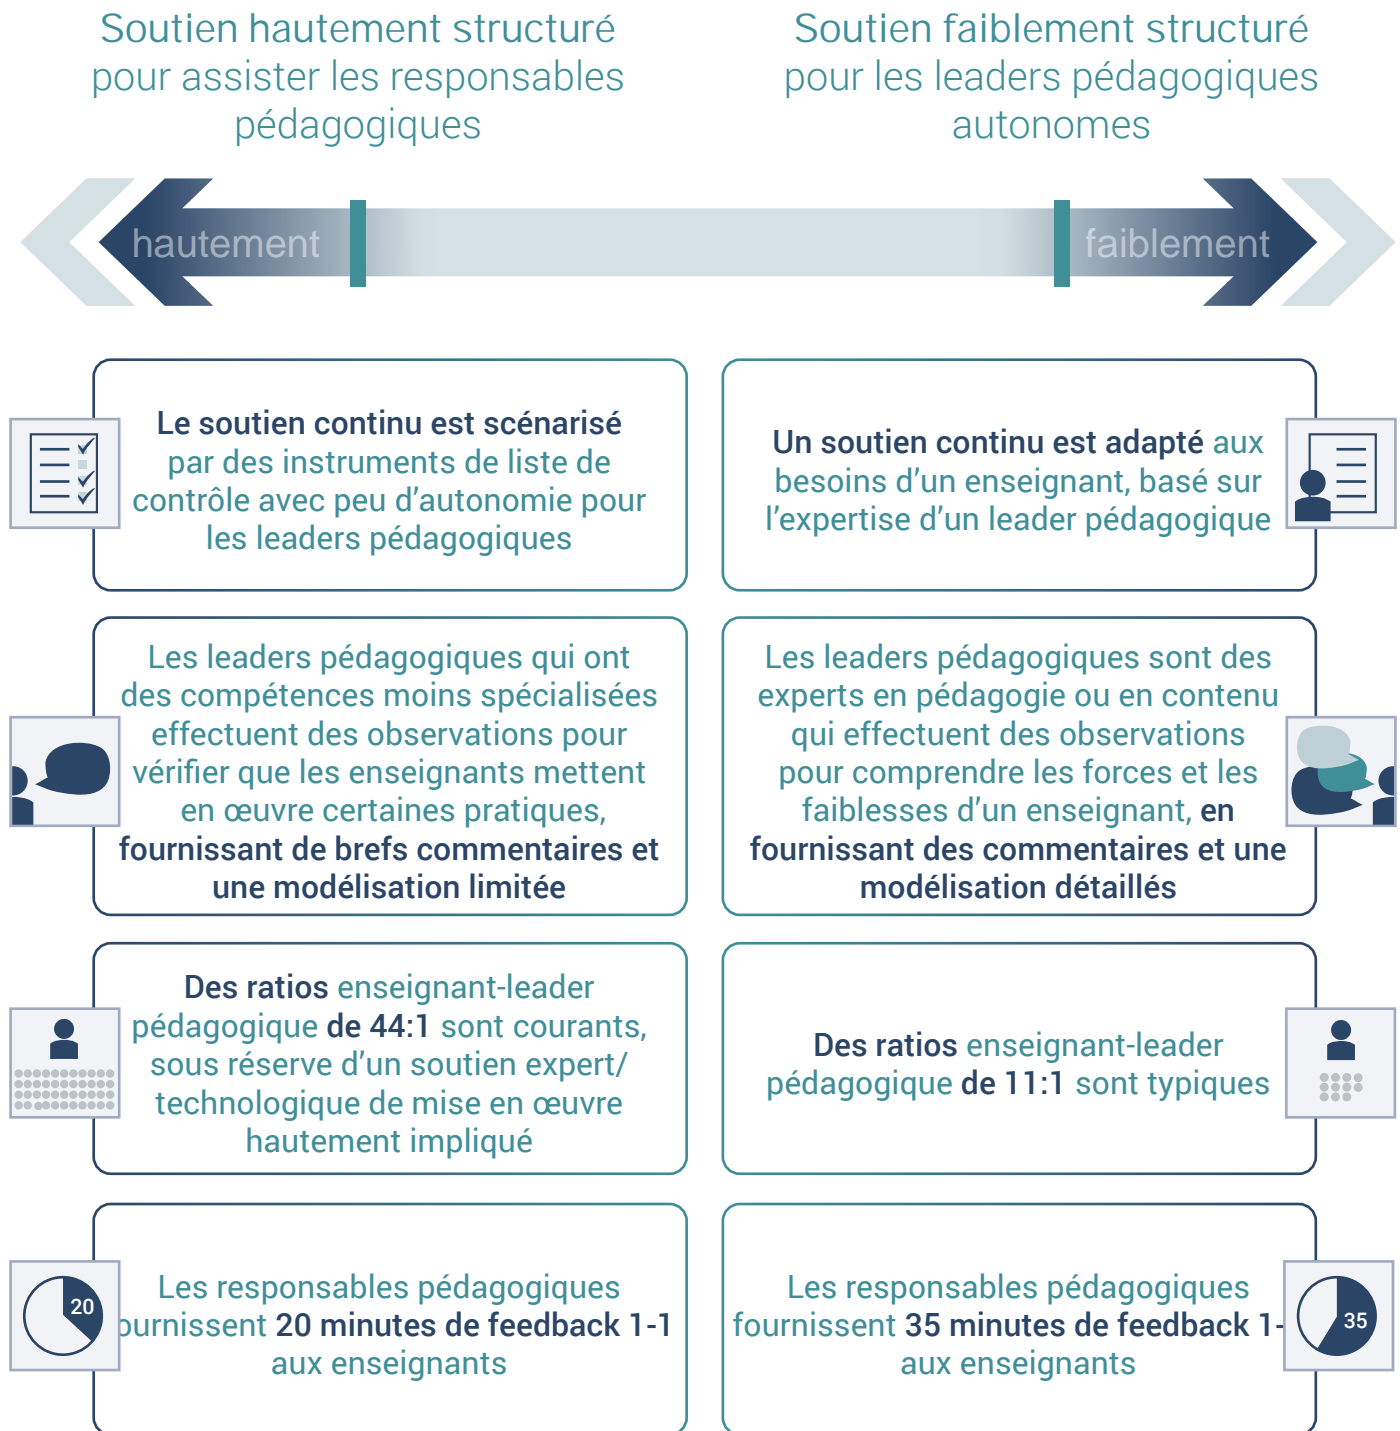 Soutien hautement structuré
pour assister les responsables
pédagogiques
Soutien faiblement structuré
pour les leaders pédagogiques
autonomes
hautement
faiblement
Le soutien continu est scénarisé
par des instruments de liste de
contrôle avec peu d'autonomie pour
les leaders pédagogiques
Un soutien continu est adapté aux
besoins d'un enseignant, basé sur
l'expertise d'un leader pédagogique
Les leaders pédagogiques qui ont
des compétences moins spécialisées
effectuent des observations pour
vérifier que les enseignants mettent
en œuvre certaines pratiques,
fournissant de brefs commentaires et
une modélisation limitée
Les leaders pédagogiques sont des
experts en pédagogie ou en contenu
qui effectuent des observations
pour comprendre les forces et les
faiblesses d'un enseignant, en
fournissant des commentaires et une
modélisation détaillés
Des ratios enseignant-leader
pédagogique de 44:1 sont courants,
sous réserve d'un soutien expert/
technologique de mise en œuvre
hautement impliqué
Des ratios enseignant-leader
pédagogique de 11:1 sont typiques
20
Les responsables pédagogiques
ournissent 20 minutes de feedback 1-1
aux enseignants
Les responsables pédagogiques
fournissent 35 minutes de feedback 1-
aux enseignants
35